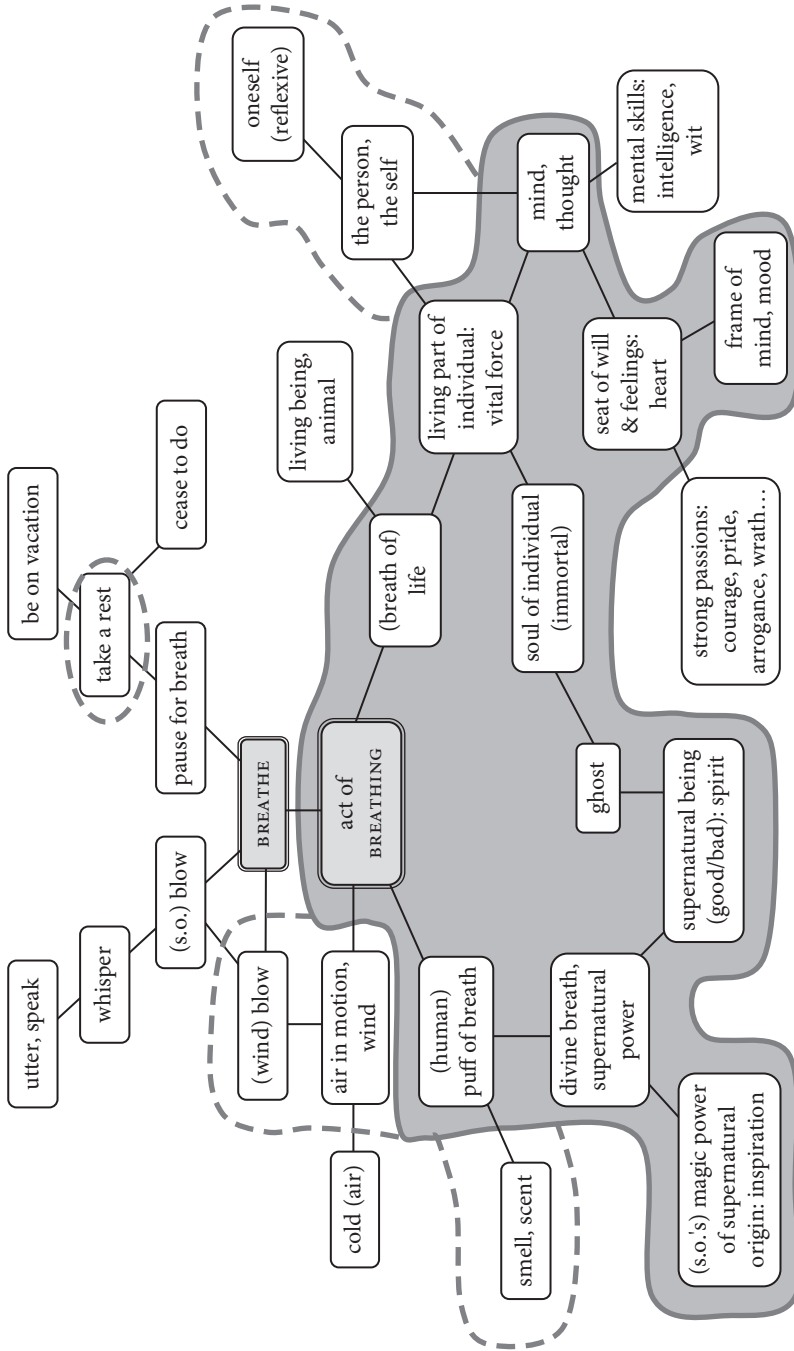 utter, speak
be on vacation
whisper
take a rest
(s.o.) blow
pause for breath
cease to do
(wind) blow
BREATHE
living being,
animal
oneself
(reflexive)
cold (air)
air in motion,
wind
act of
BREATHING
(breath of)
life
the person,
the self
(human)
puff of breath
living part of
individual:
vital force
smell, scent
divine breath,
supernatural
power
ghost
soul of individual
(immortal)
mind,
thought
seat of will
& feelings:
heart
mental skills:
intelligence,
wit
(s.o.'s) magic power
of supernatural
origin: inspiration
supernatural being
(good/bad): spirit
strong passions:
courage, pride,
arrogance, wrath…
frame of
mind, mood